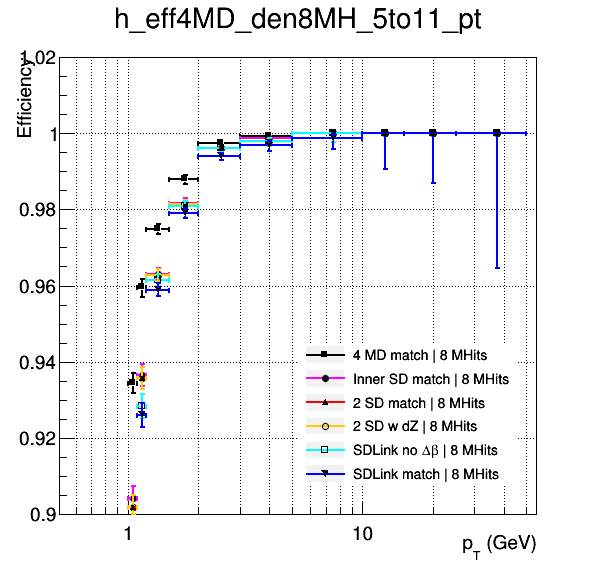 h_eff4MD_den8MH_5to11_pt
Efficiency
1.02
1
0.98
0.96
0.94
0.92
0.9
4 MD match | 8 MHits
Inner SD match | 8 MHits
2 SD match | 8 MHits
2 SD w dZ | 8 MHits
SDLink no Δβ | 8 MHits
SDLink match | 8 MHits
1
10
p_T (GeV)